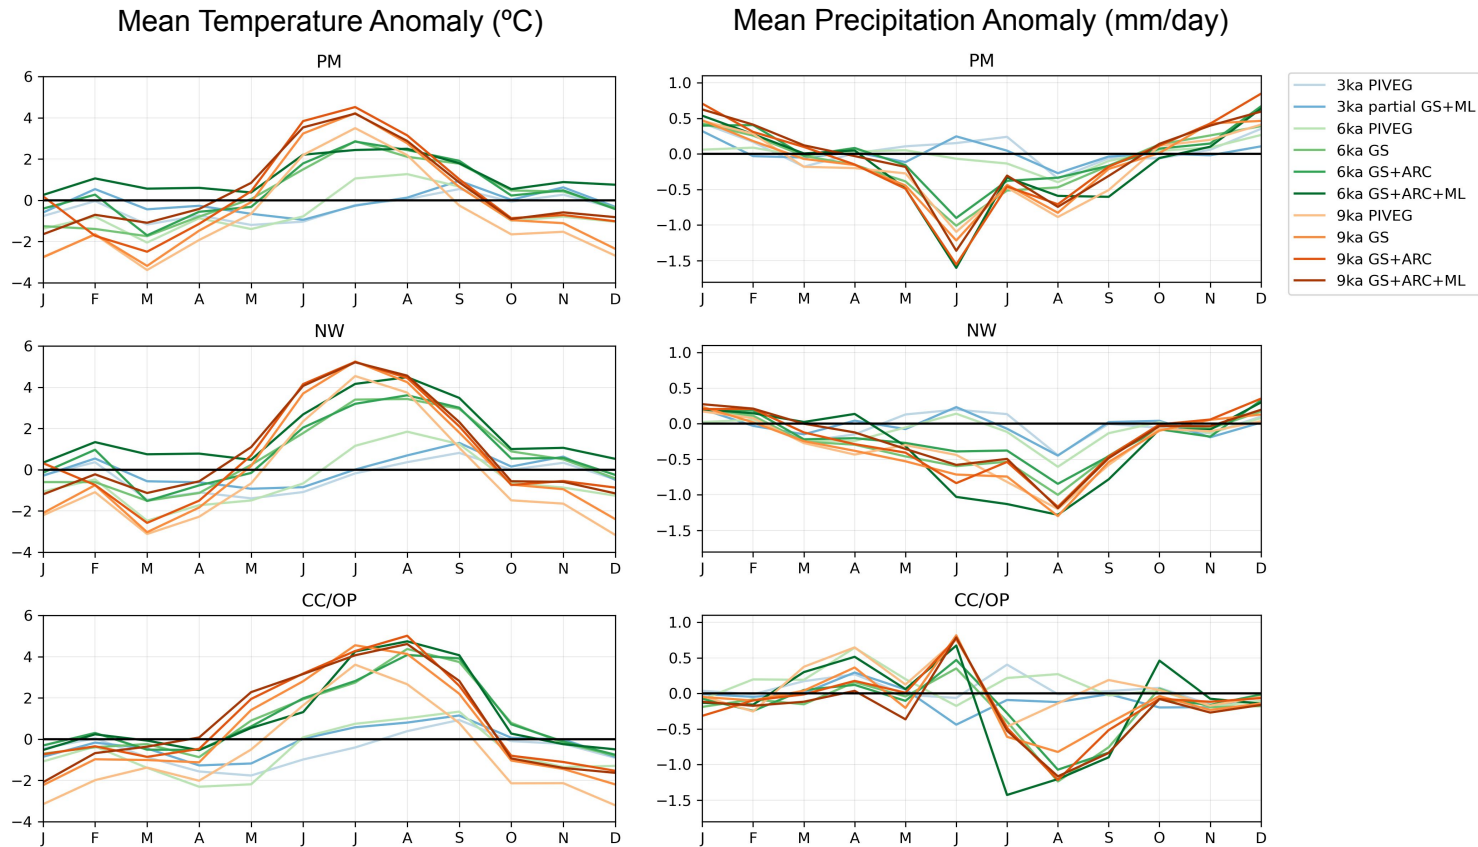 Mean Temperature Anomaly (ºC)
Mean Precipitation Anomaly (mm/day)
PM
6
4
2
0
−2
−4
J F M A M J J A S O N D
PM
1.0
0.5
0.0
−0.5
−1.0
−1.5
J F M A M J J A S O N D
3ka PIVEG
3ka partial GS+ML
6ka PIVEG
6ka GS
6ka GS+ARC
6ka GS+ARC+ML
9ka PIVEG
9ka GS
9ka GS+ARC
9ka GS+ARC+ML
NW
6
4
2
0
−2
−4
J F M A M J J A S O N D
NW
1.0
0.5
0.0
−0.5
−1.0
−1.5
J F M A M J J A S O N D
CC/OP
6
4
2
0
−2
−4
J F M A M J J A S O N D
CC/OP
1.0
0.5
0.0
−0.5
−1.0
−1.5
J F M A M J J A S O N D